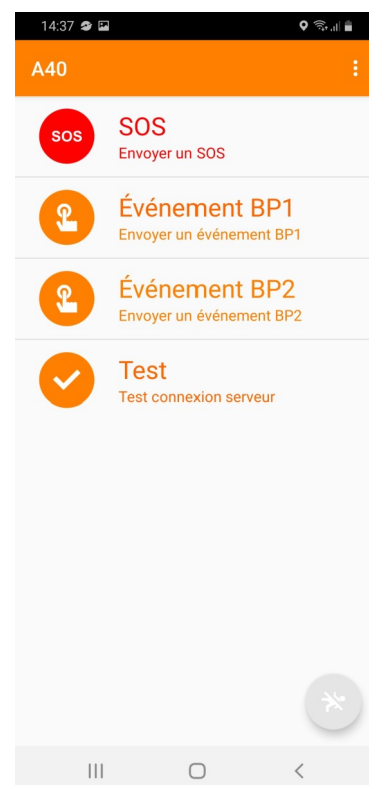 14:37
A40
SOS
SOS
Envoyer un SOS
Événement BP1
Envoyer un événement BP1
Événement BP2
Envoyer un événement BP2
Test
Test connexion serveur